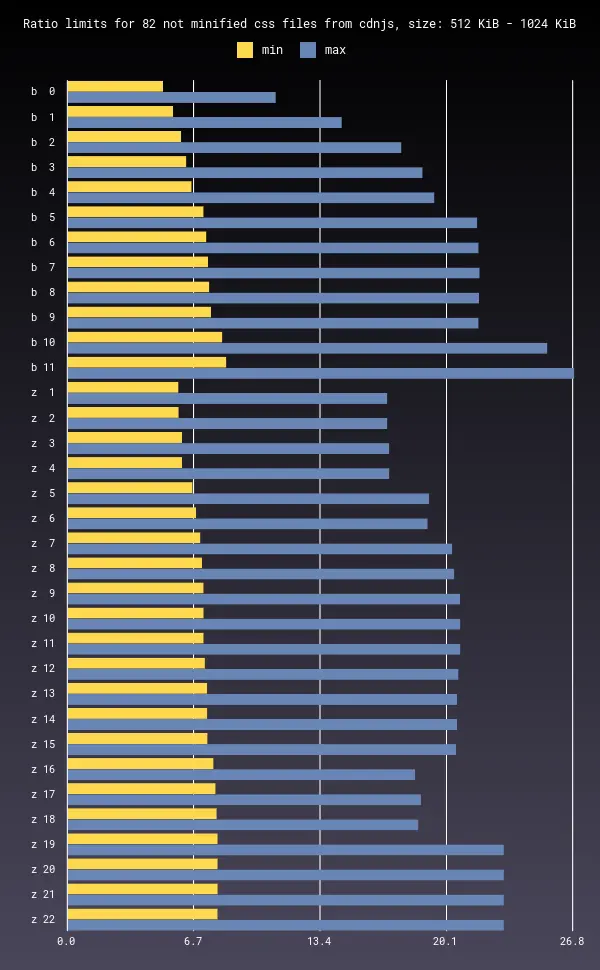 Ratio limits for 82 not minified css files from cdnjs, size: 512 KiB - 1024 KiB
min max
b 0
b 1
b 2
b 3
b 4
b 5
b 6
b 7
b 8
b 9
b 10
b 11
z 1
z 2
z 3
z 4
z 5
z 6
z 7
z 8
z 9
z 10
z 11
z 12
z 13
z 14
z 15
z 16
z 17
z 18
z 19
z 20
z 21
z 22
0.0 6.7 13.4 20.1 26.8